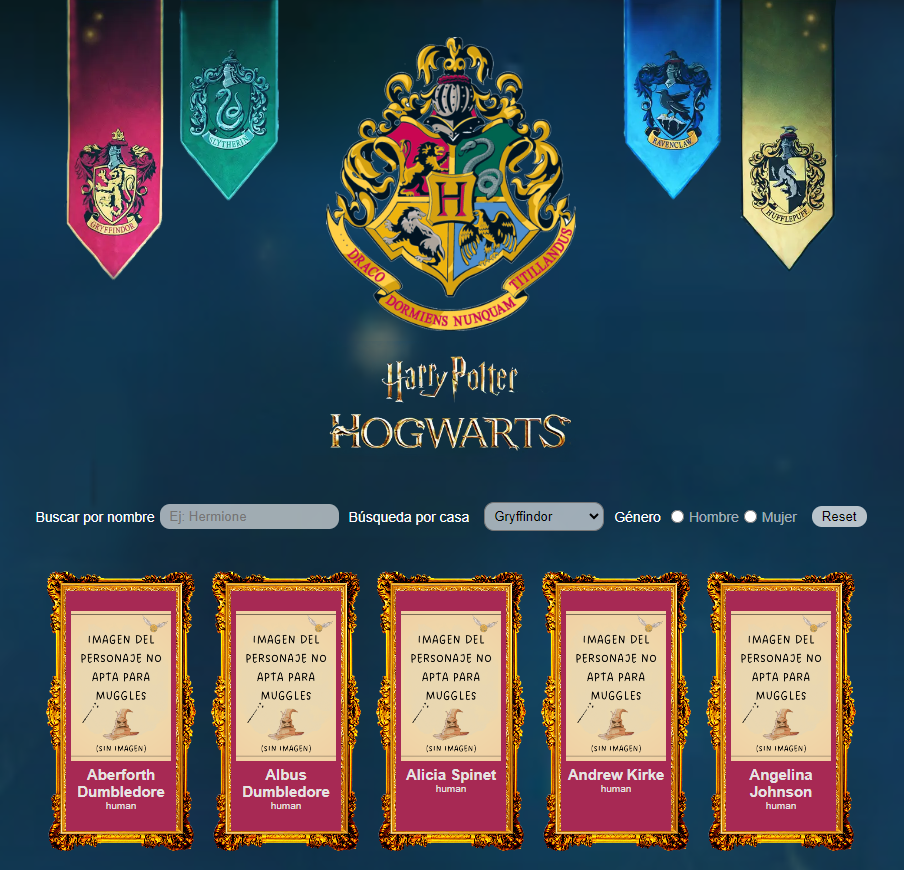 GRYFFINDOR
SLYTHERIN
RAVENCLAW
HUFFLEPUFF
H
DRACO DORMIENS NUNQUAM TITILLANDUS
Harry Potter
HOGWARTS
Buscar por nombre Ej: Hermione Búsqueda por casa Gryffindor Género Hombre Mujer Reset
IMAGEN DEL
PERSONAJE NO
APTA PARA
MUGGLES
(SIN IMAGEN)
Aberforth
Dumbledore
human
IMAGEN DEL
PERSONAJE NO
APTA PARA
MUGGLES
(SIN IMAGEN)
Albus
Dumbledore
human
IMAGEN DEL
PERSONAJE NO
APTA PARA
MUGGLES
(SIN IMAGEN)
Alicia Spinet
human
IMAGEN DEL
PERSONAJE NO
APTA PARA
MUGGLES
(SIN IMAGEN)
Andrew Kirke
human
IMAGEN DEL
PERSONAJE NO
APTA PARA
MUGGLES
(SIN IMAGEN)
Angelina
Johnson
human